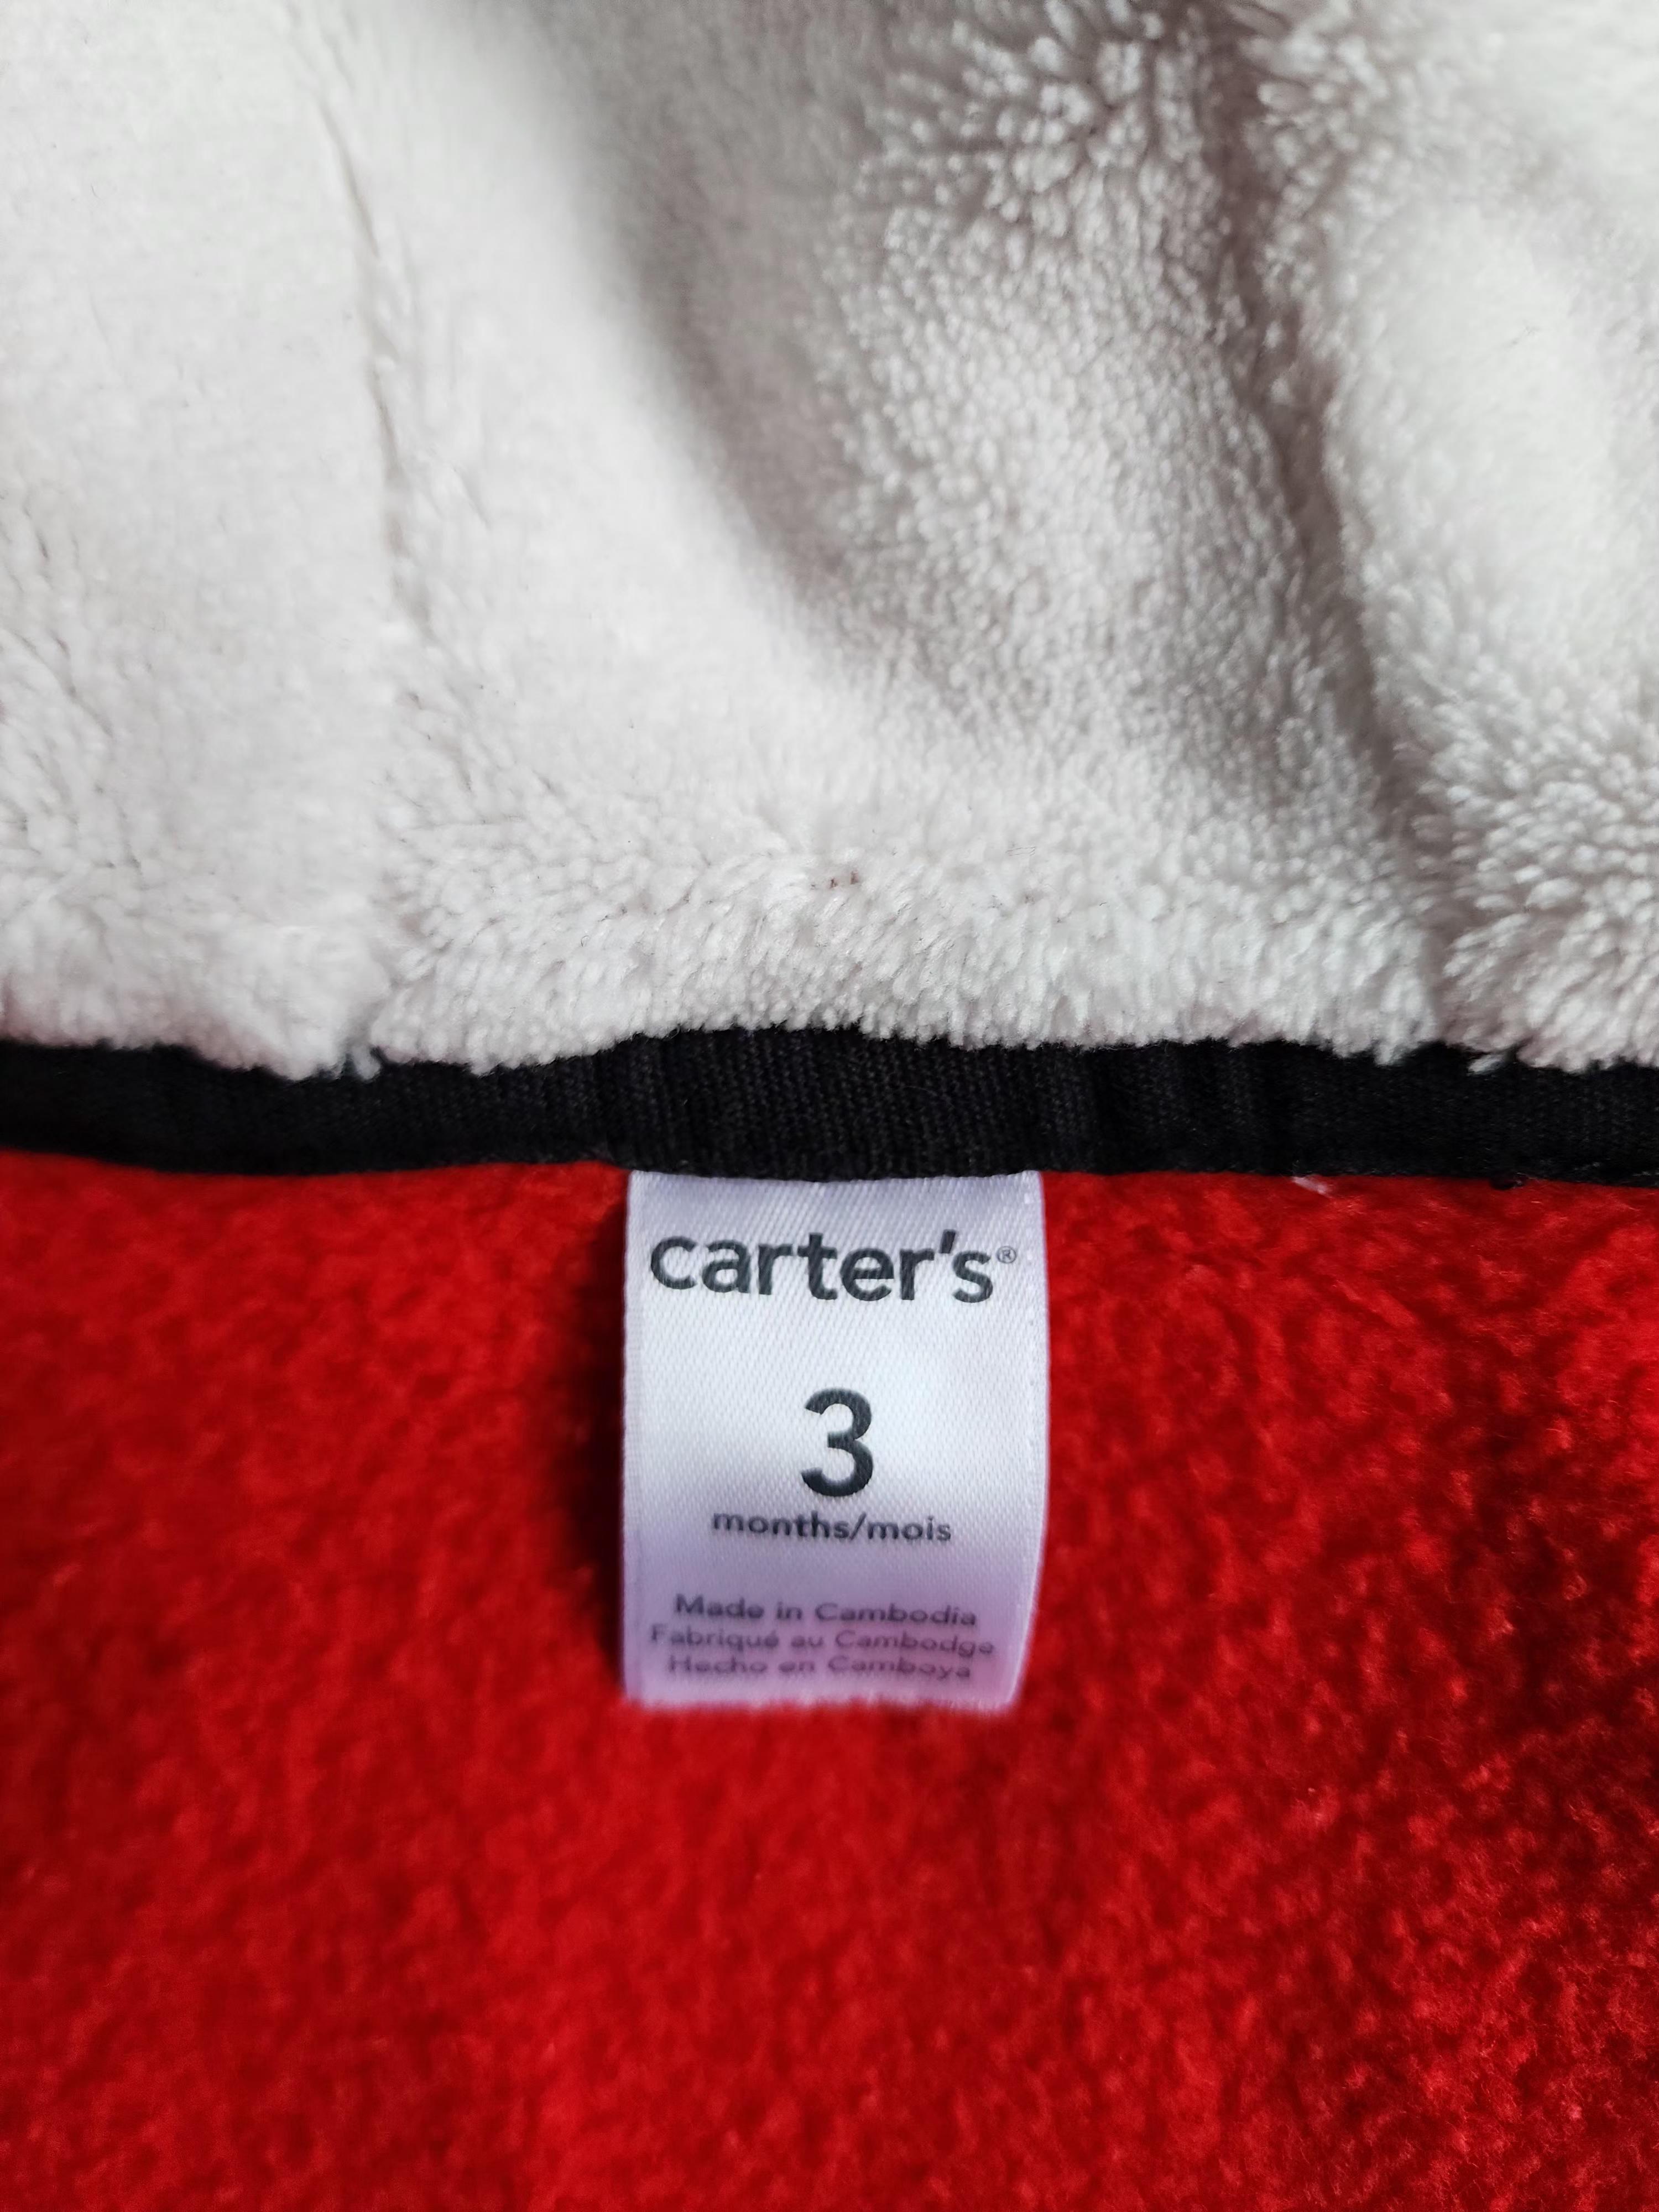 carter's®
3
months/mois
Made in Cambodia
Fabriqué au Cambodge
Hecho en Camboya